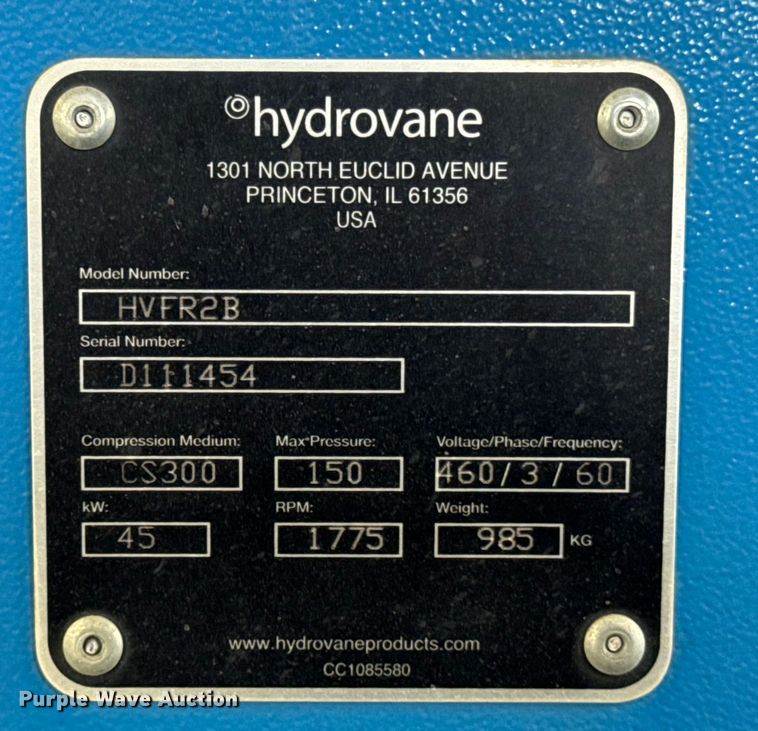 hydrovane
1301 NORTH EUCLID AVENUE
PRINCETON, IL 61356
USA
Model Number:
HVFR2B
Serial Number:
D111454
Compression Medium: Max Pressure: Voltage/Phase/Frequency:
CS300 150 460/3/60
kW: RPM: Weight:
45 1775 985 KG
www.hydrovaneproducts.com
CC1085580
Purple Wave Auction